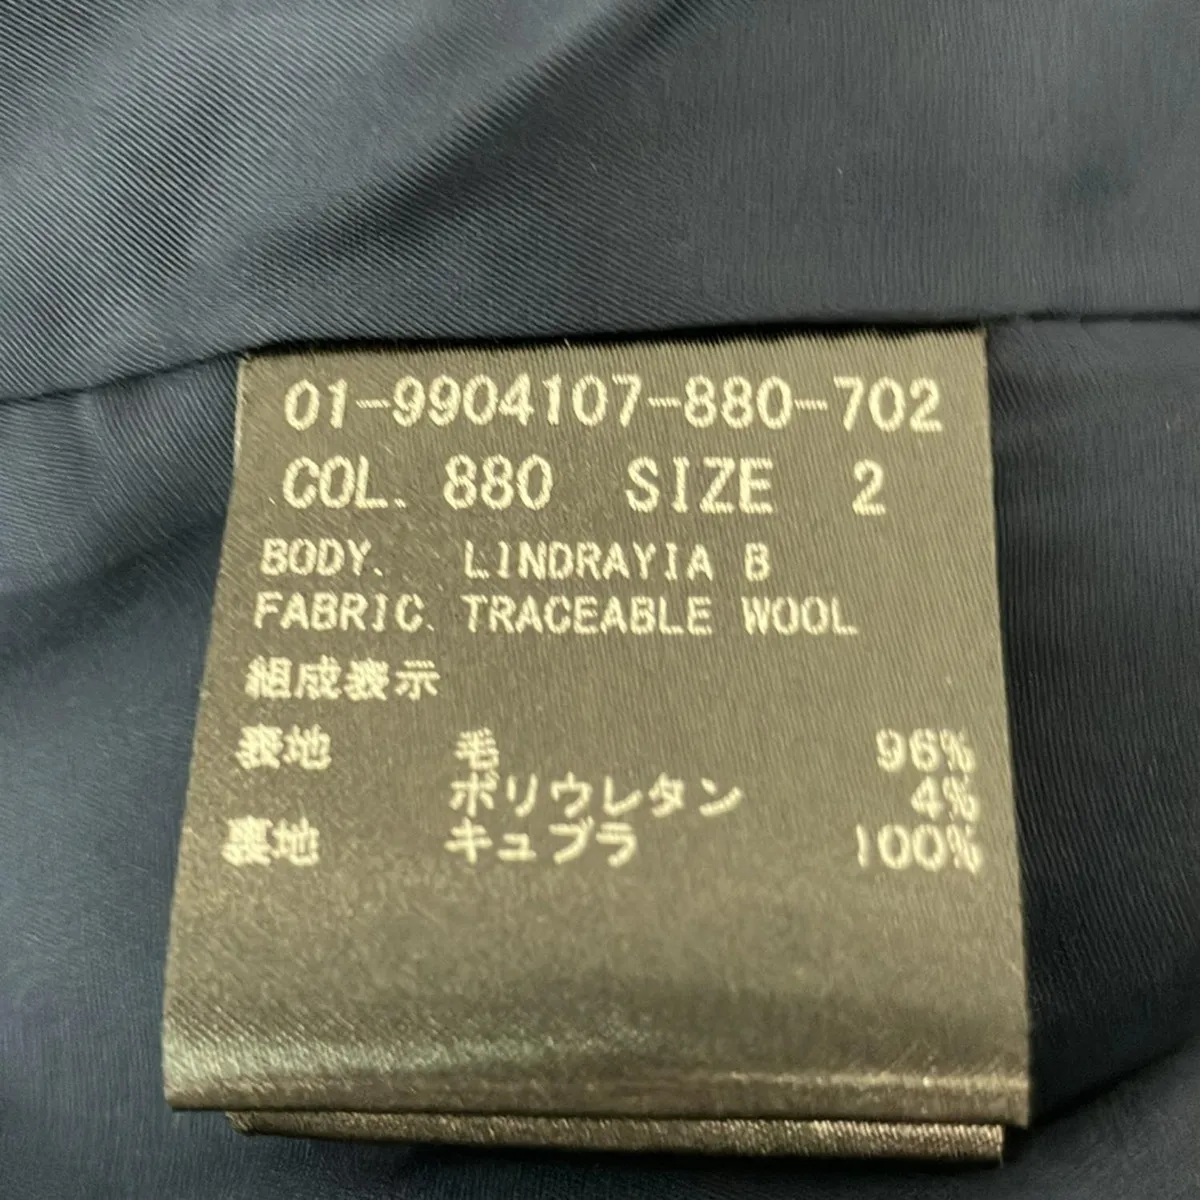 01-9904107-880-702
COL. 880 SIZE 2
BODY. LINDRAYIA B
FABRIC. TRACEABLE WOOL
組成表示
表地 毛 96%
ポリウレタン 4%
裏地 キュプラ 100%